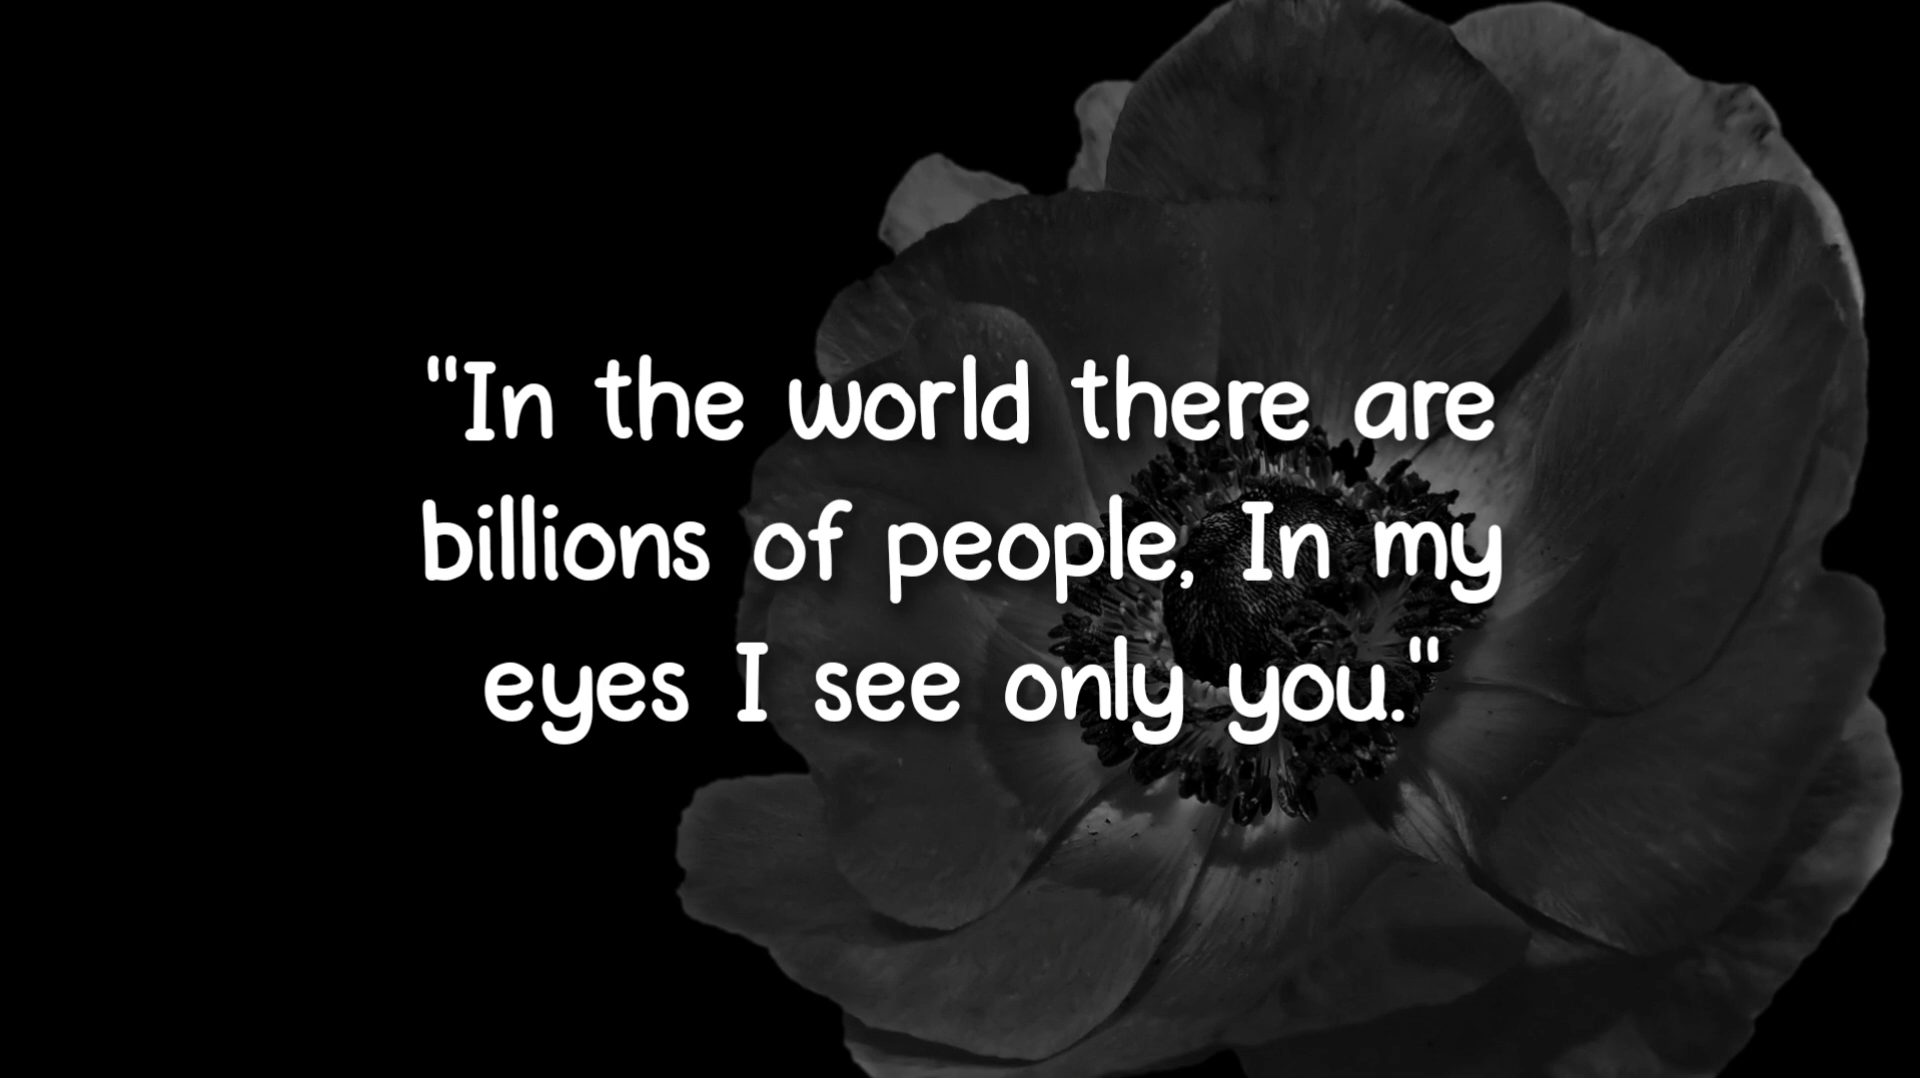 "In the world there are
billions of people, In my
eyes I see only you."